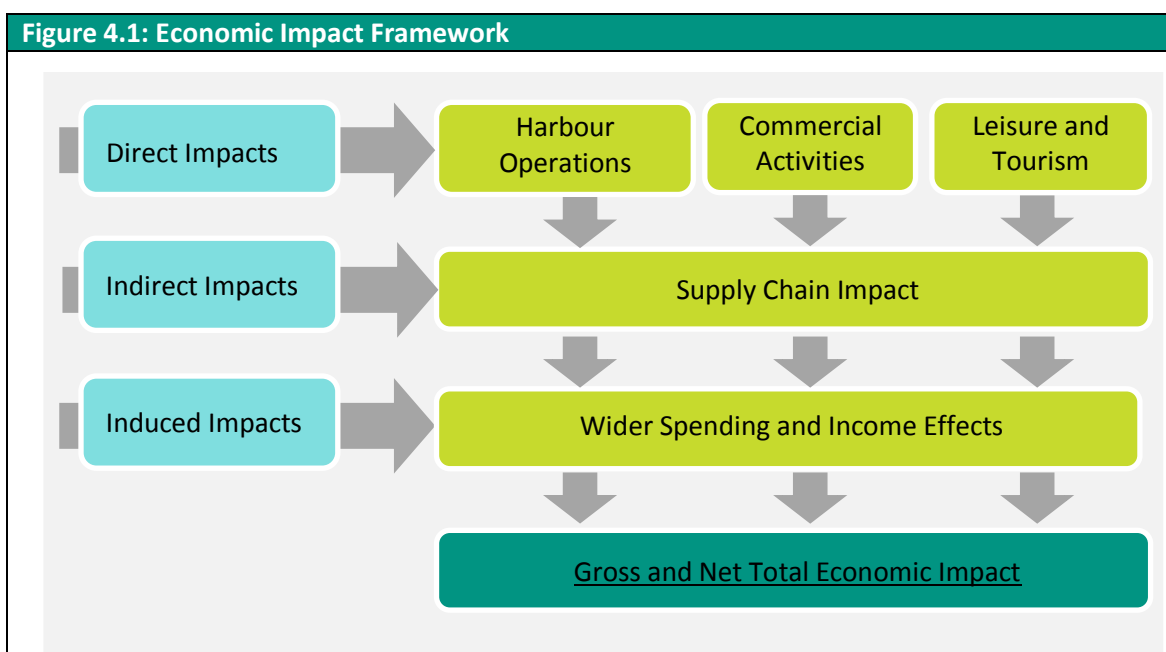 Figure 4.1: Economic Impact Framework
Direct Impacts
Harbour
Operations
Commercial
Activities
Leisure and
Tourism
Indirect Impacts
Supply Chain Impact
Induced Impacts
Wider Spending and Income Effects
Gross and Net Total Economic Impact